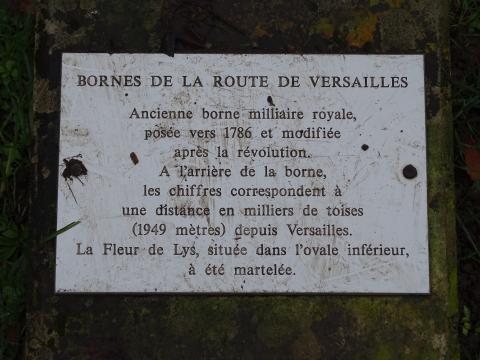 BORNES DE LA ROUTE DE VERSAILLES
Ancienne borne milliaire royale,
posée vers 1786 et modifiée
après la révolution.
A l'arrière de la borne,
les chiffres correspondent à
une distance en milliers de toises
(1949 mètres) depuis Versailles.
La Fleur de Lys, située dans l'ovale inférieur,
à été martelée.